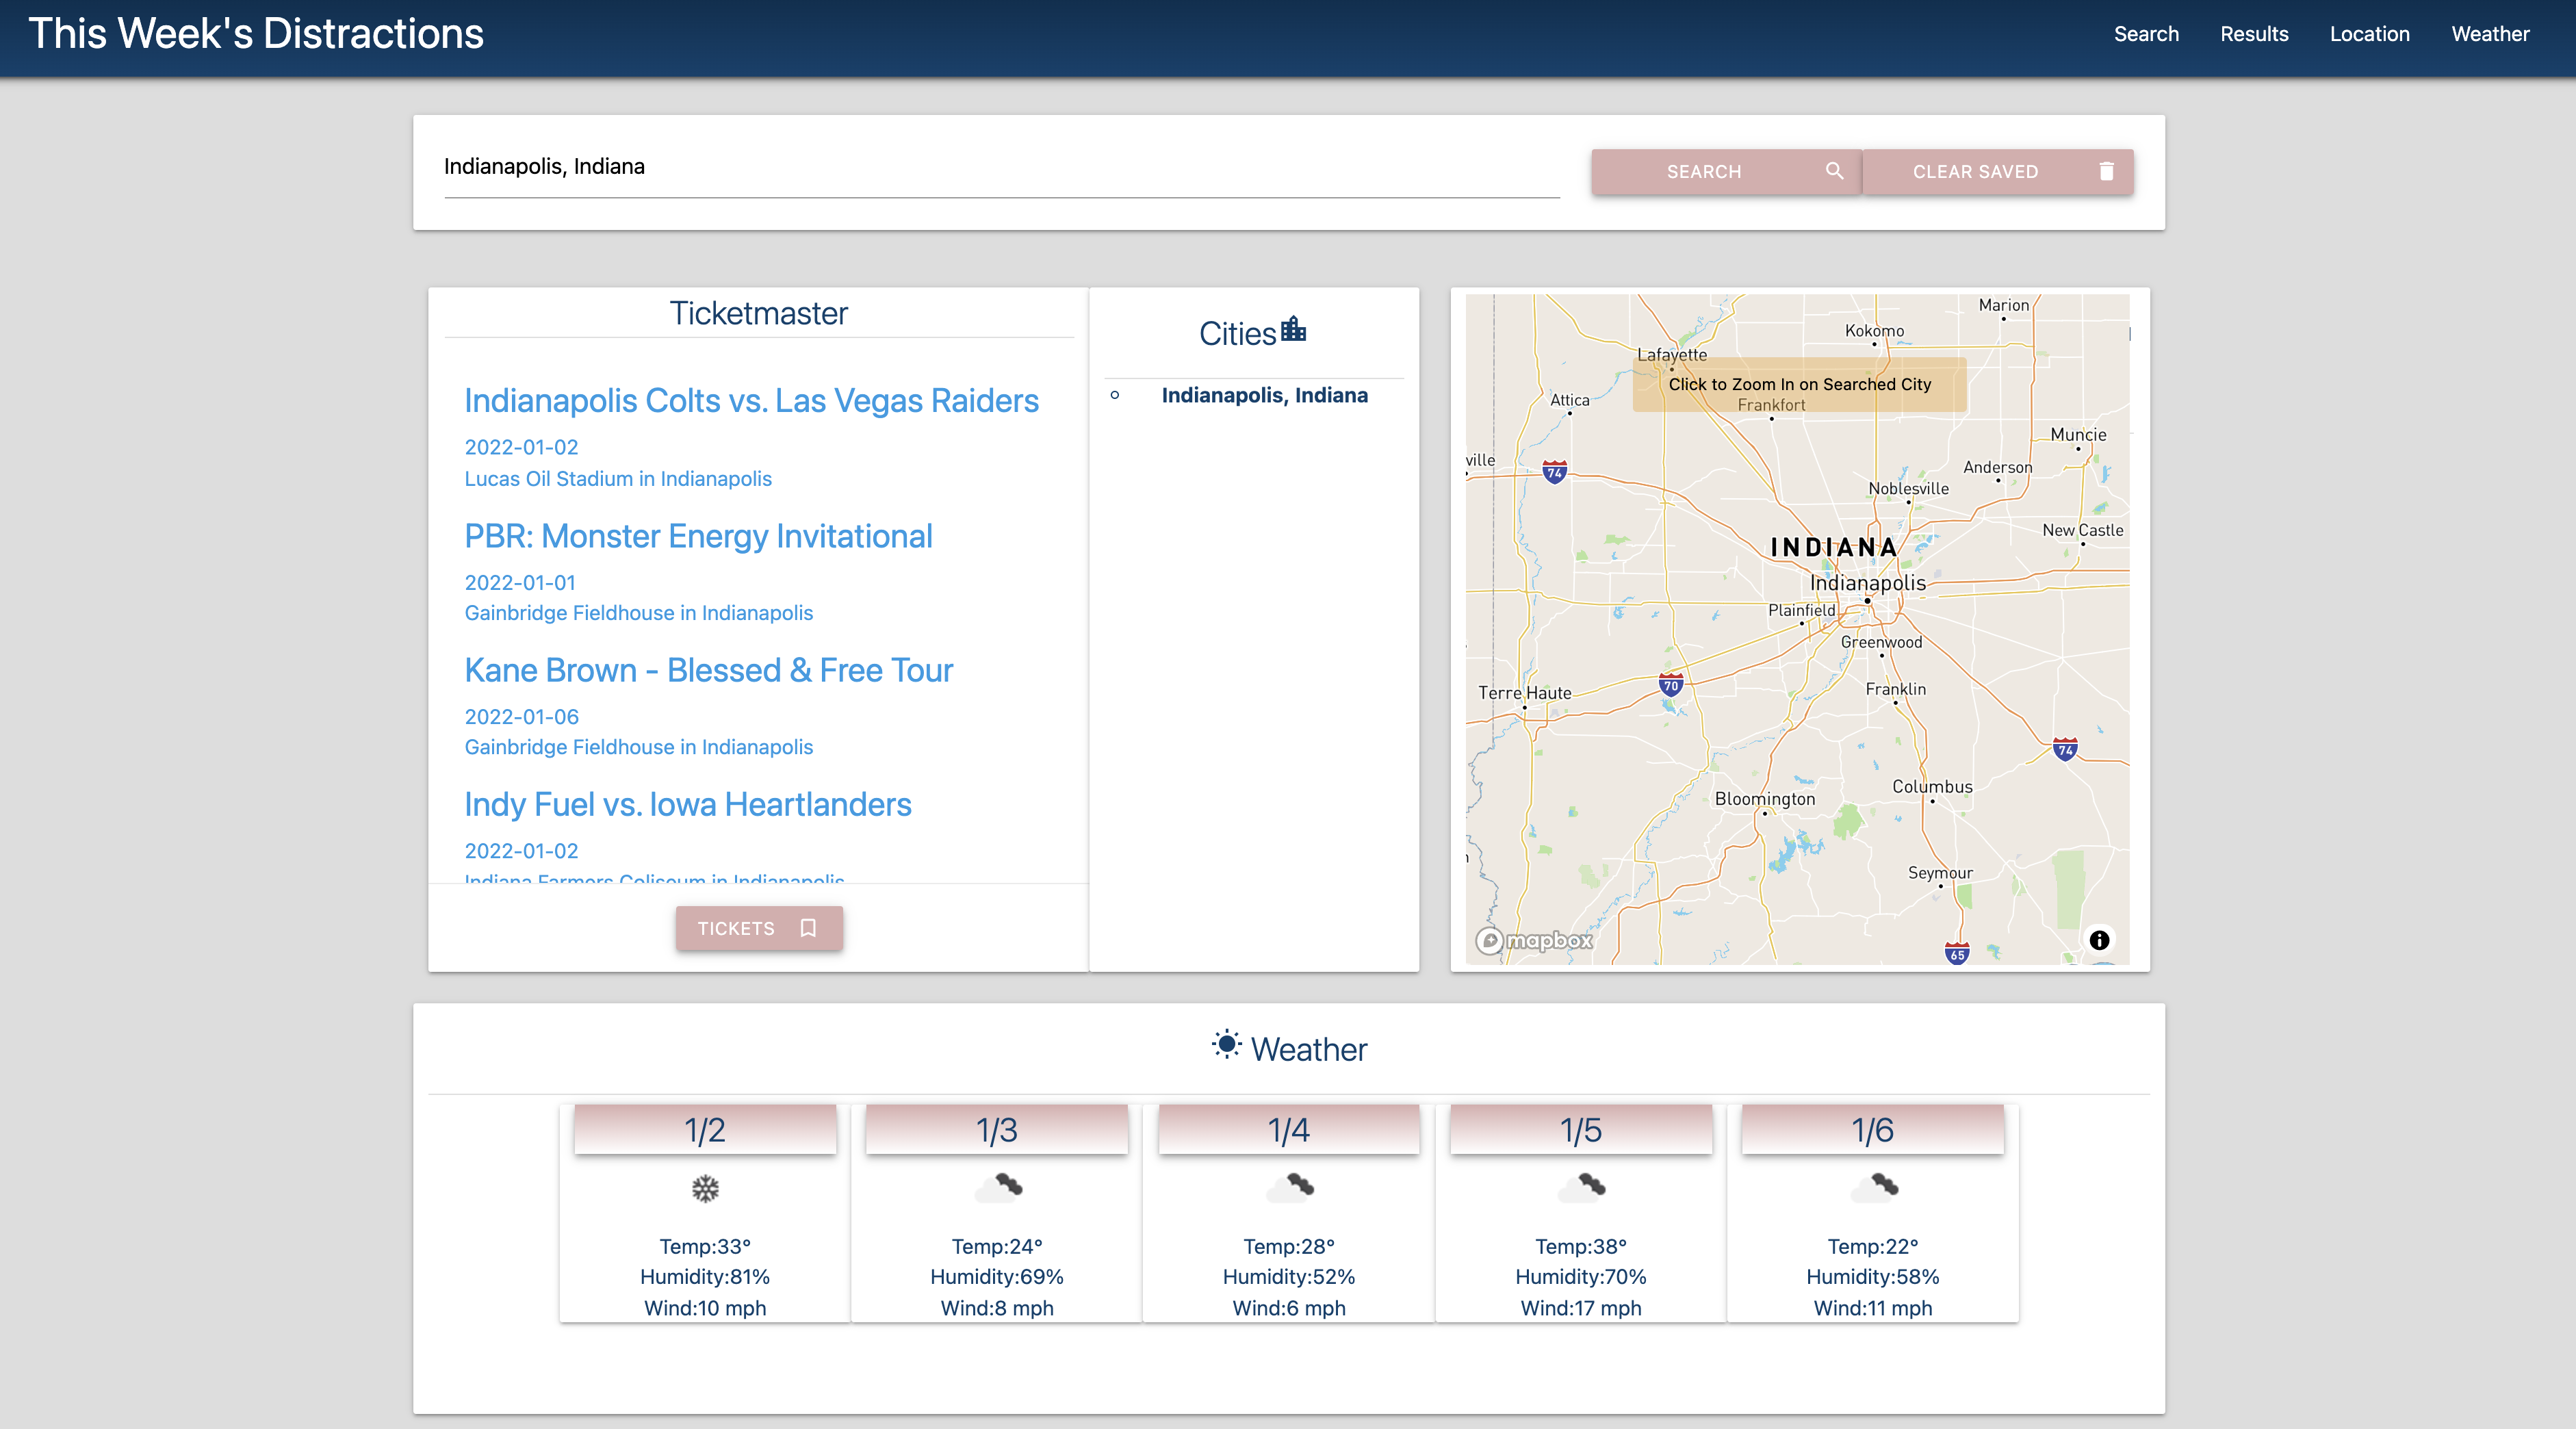 This Week's Distractions
Search Results Location Weather
Indianapolis, Indiana
SEARCH
CLEAR SAVED
Ticketmaster
Indianapolis Colts vs. Las Vegas Raiders
2022-01-02
Lucas Oil Stadium in Indianapolis
PBR: Monster Energy Invitational
2022-01-01
Gainbridge Fieldhouse in Indianapolis
Kane Brown - Blessed & Free Tour
2022-01-06
Gainbridge Fieldhouse in Indianapolis
Indy Fuel vs. Iowa Heartlanders
2022-01-02
Indiana Farmers Coliseum in Indianapolis
TICKETS
Cities
Indianapolis, Indiana
Marion
Kokomo
Lafayette
Click to Zoom In on Searched City
Attica
Frankfort
Muncie
ville
74
Anderson
Noblesville
New Castle
INDIANA
Indianapolis
Plainfield
Greenwood
70
Terre Haute
Franklin
74
Columbus
Bloomington
Seymour
mapbox
65
Weather
1/2
Temp:33°
Humidity:81%
Wind:10 mph
1/3
Temp:24°
Humidity:69%
Wind:8 mph
1/4
Temp:28°
Humidity:52%
Wind:6 mph
1/5
Temp:38°
Humidity:70%
Wind:17 mph
1/6
Temp:22°
Humidity:58%
Wind:11 mph